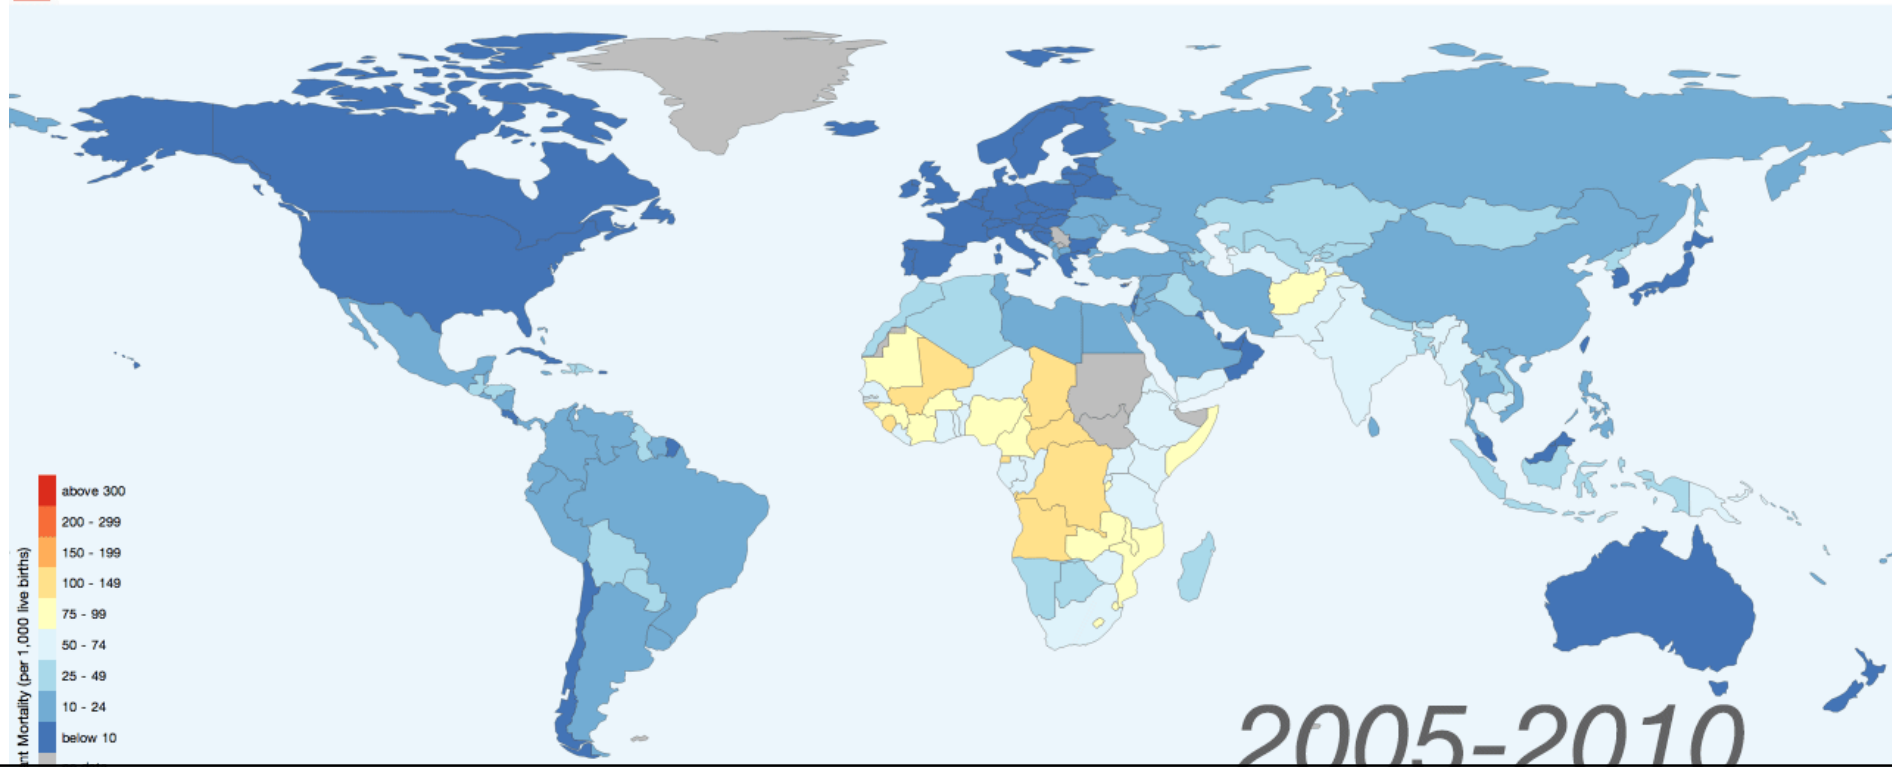 above 300
200 - 299
150 - 199
100 - 149
75 - 99
50 - 74
25 - 49
10 - 24
below 10
Mortality (per 1,000 live births)
2005-2010